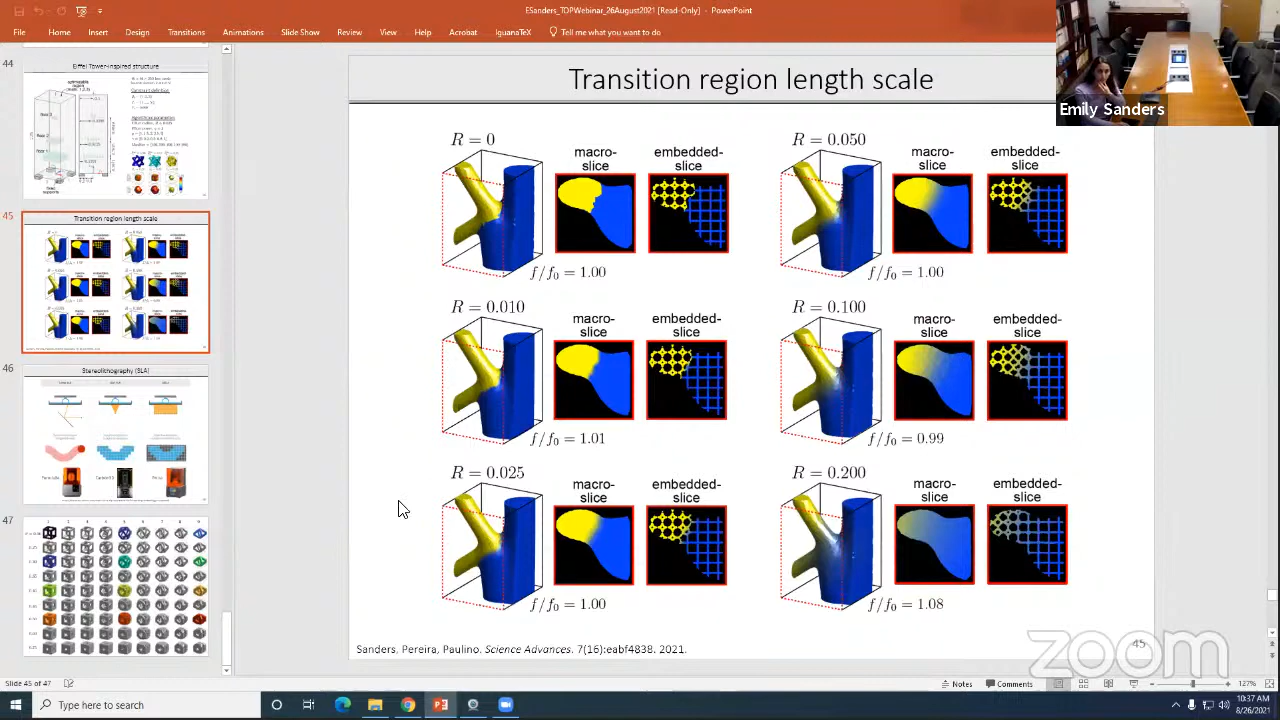 ESanders_TOPWebinar_26August2021 [Read-Only] - PowerPoint
File Home Insert Design Transitions Animations Slide Show Review View Help Acrobat IguanaTeX Tell me what you want to do
Emily Sanders
44
Eiffel Tower-inspired structure
45
Transition region length scale
46
Stereolithography (SLA)
47
Transition region length scale
R = 0
macro-slice
embedded-slice
R = 0.050
macro-slice
embedded-slice
f/f0 = 1.00
f/f0 = 1.00
R = 0.010
macro-slice
embedded-slice
R = 0.100
macro-slice
embedded-slice
f/f0 = 1.01
f/f0 = 0.99
R = 0.025
macro-slice
embedded-slice
R = 0.200
macro-slice
embedded-slice
f/f0 = 1.00
f/f0 = 1.08
Sanders, Pereira, Paulino. Science Advances. 7(16):eabf4838. 2021.
45
zoom
Slide 45 of 47
Notes Comments 127%
Type here to search
10:37 AM
8/26/2021